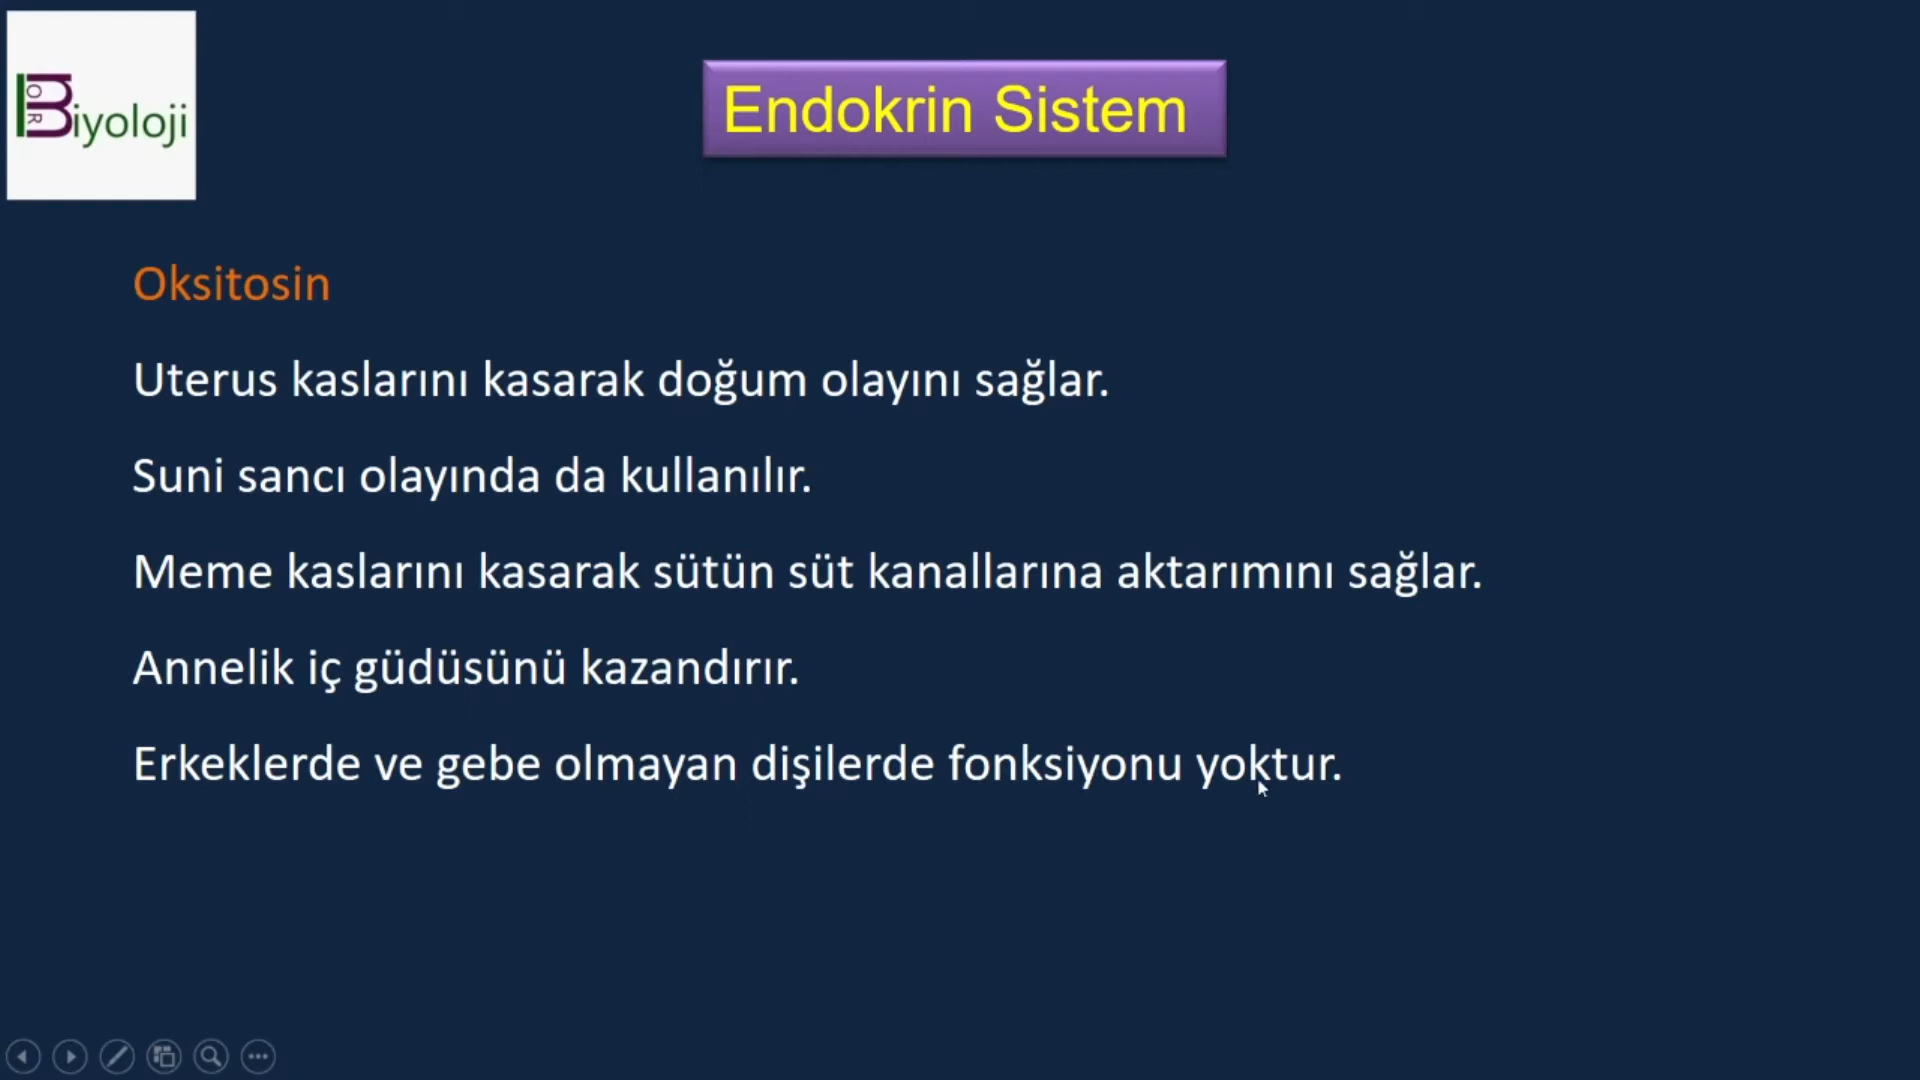 Biyoloji
OR
Endokrin Sistem
Oksitosin
Uterus kaslarını kasarak doğum olayını sağlar.
Suni sancı olayında da kullanılır.
Meme kaslarını kasarak sütün süt kanallarına aktarımını sağlar.
Annelik iç güdüsünü kazandırır.
Erkeklerde ve gebe olmayan dişilerde fonksiyonu yoktur.